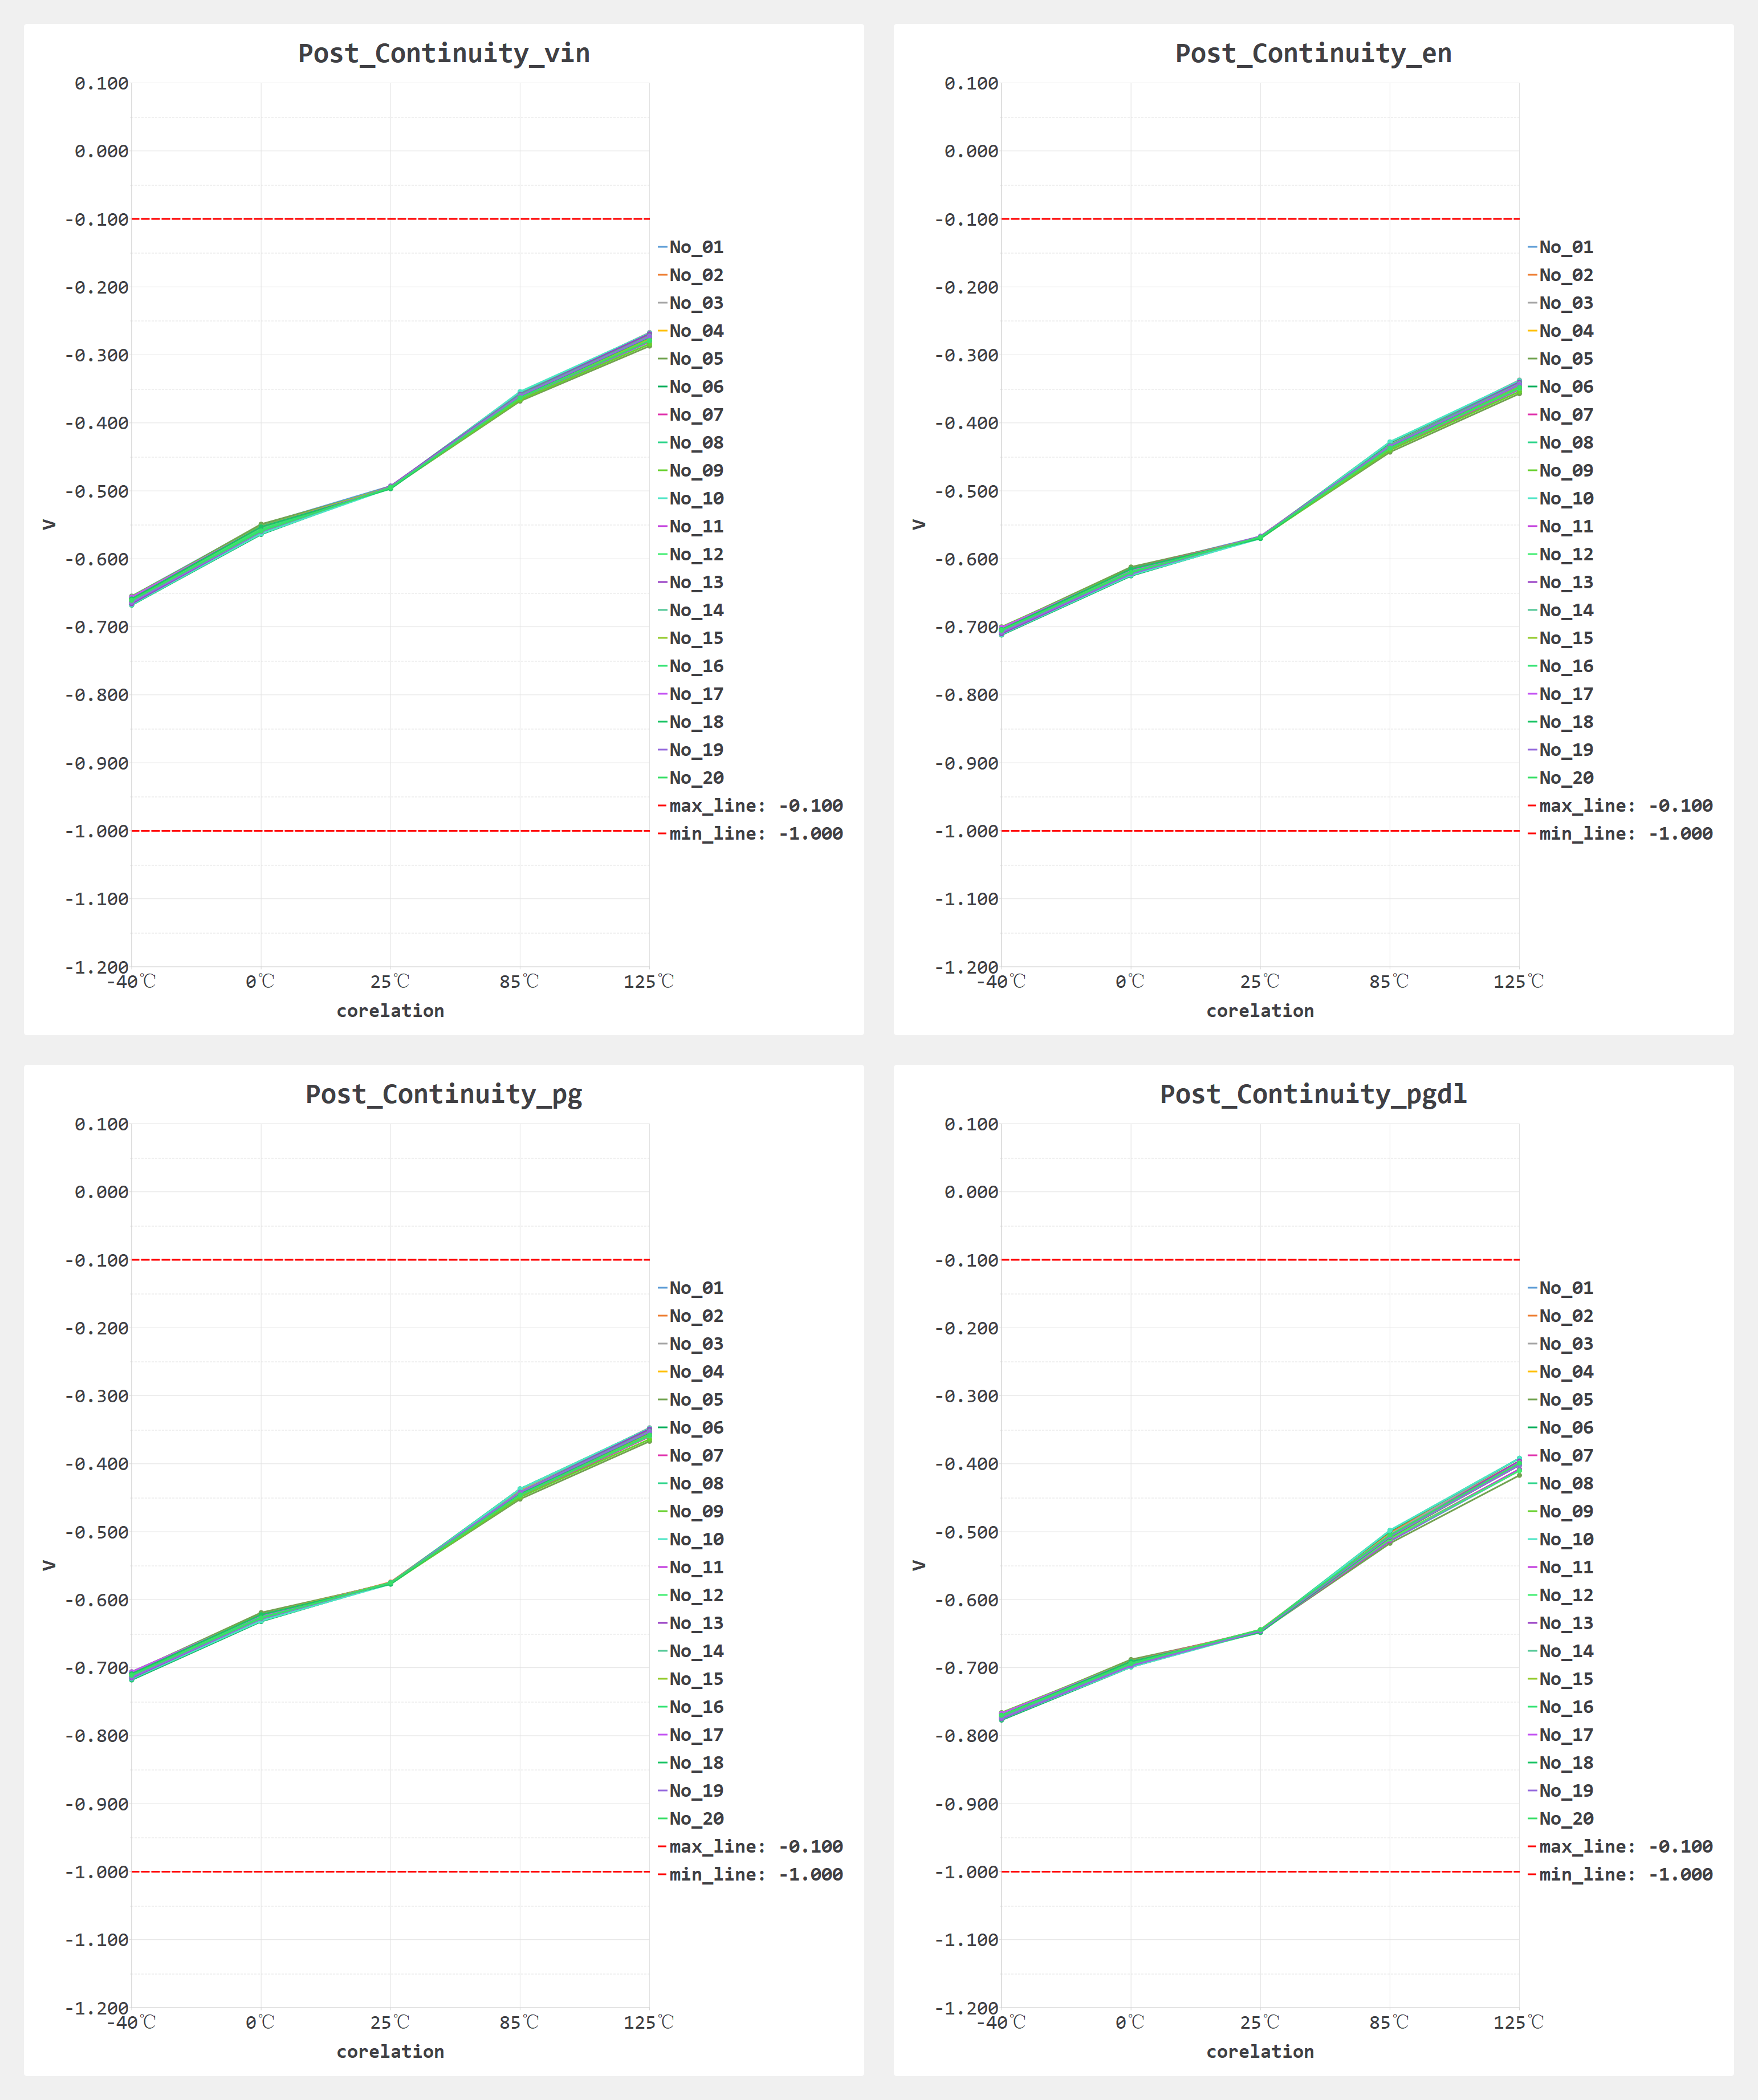 Post_Continuity_vin
0.100
0.000
-0.100
-0.200
-0.300
-0.400
-0.500
-0.600
-0.700
-0.800
-0.900
-1.000
-1.100
-1.200
V
-40℃ 0℃ 25℃ 85℃ 125℃
corelation
No_01
No_02
No_03
No_04
No_05
No_06
No_07
No_08
No_09
No_10
No_11
No_12
No_13
No_14
No_15
No_16
No_17
No_18
No_19
No_20
max_line: -0.100
min_line: -1.000
Post_Continuity_en
0.100
0.000
-0.100
-0.200
-0.300
-0.400
-0.500
-0.600
-0.700
-0.800
-0.900
-1.000
-1.100
-1.200
V
-40℃ 0℃ 25℃ 85℃ 125℃
corelation
No_01
No_02
No_03
No_04
No_05
No_06
No_07
No_08
No_09
No_10
No_11
No_12
No_13
No_14
No_15
No_16
No_17
No_18
No_19
No_20
max_line: -0.100
min_line: -1.000
Post_Continuity_pg
0.100
0.000
-0.100
-0.200
-0.300
-0.400
-0.500
-0.600
-0.700
-0.800
-0.900
-1.000
-1.100
-1.200
V
-40℃ 0℃ 25℃ 85℃ 125℃
corelation
No_01
No_02
No_03
No_04
No_05
No_06
No_07
No_08
No_09
No_10
No_11
No_12
No_13
No_14
No_15
No_16
No_17
No_18
No_19
No_20
max_line: -0.100
min_line: -1.000
Post_Continuity_pgdl
0.100
0.000
-0.100
-0.200
-0.300
-0.400
-0.500
-0.600
-0.700
-0.800
-0.900
-1.000
-1.100
-1.200
V
-40℃ 0℃ 25℃ 85℃ 125℃
corelation
No_01
No_02
No_03
No_04
No_05
No_06
No_07
No_08
No_09
No_10
No_11
No_12
No_13
No_14
No_15
No_16
No_17
No_18
No_19
No_20
max_line: -0.100
min_line: -1.000